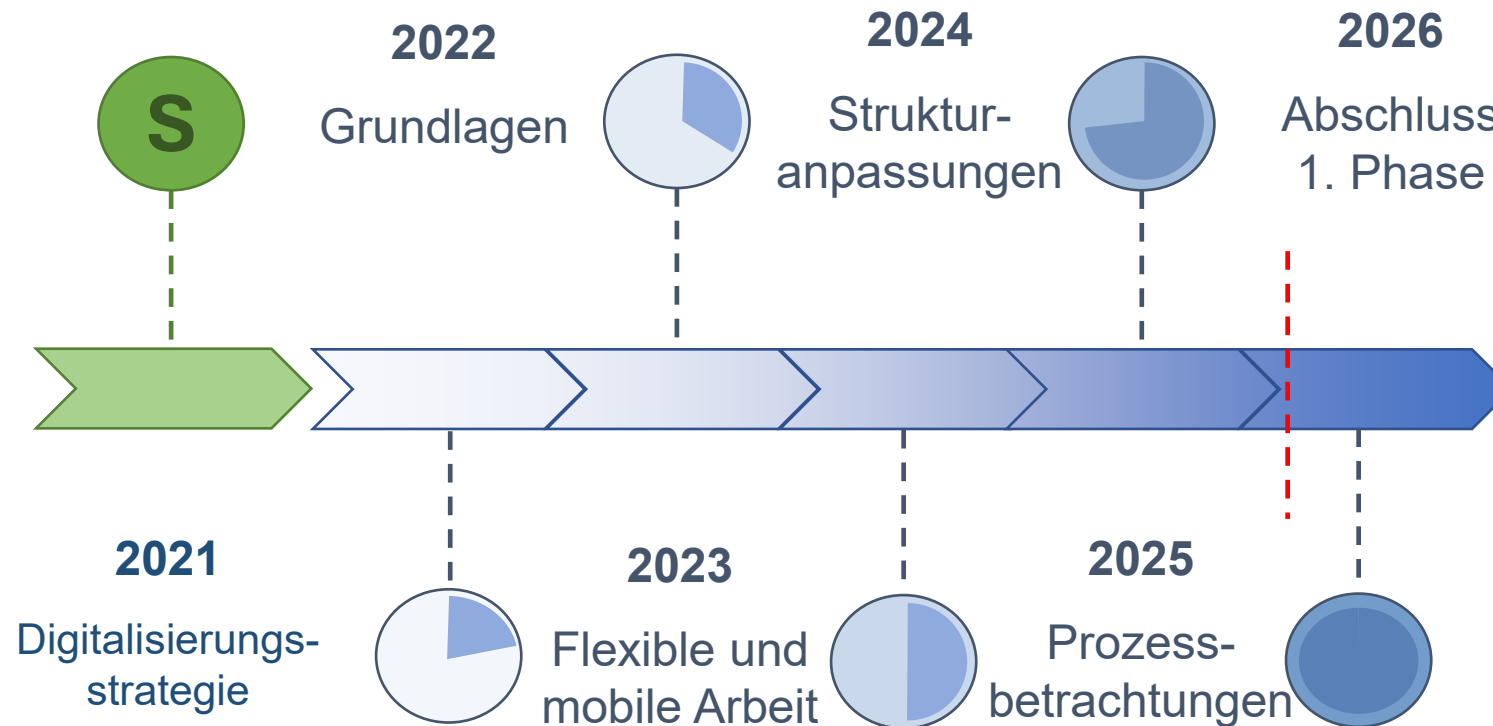 S
2021
Digitalisierungs-
strategie
2022
Grundlagen
2023
Flexible und
mobile Arbeit
2024
Struktur-
anpassungen
2025
Prozess-
betrachtungen
2026
Abschluss
1. Phase